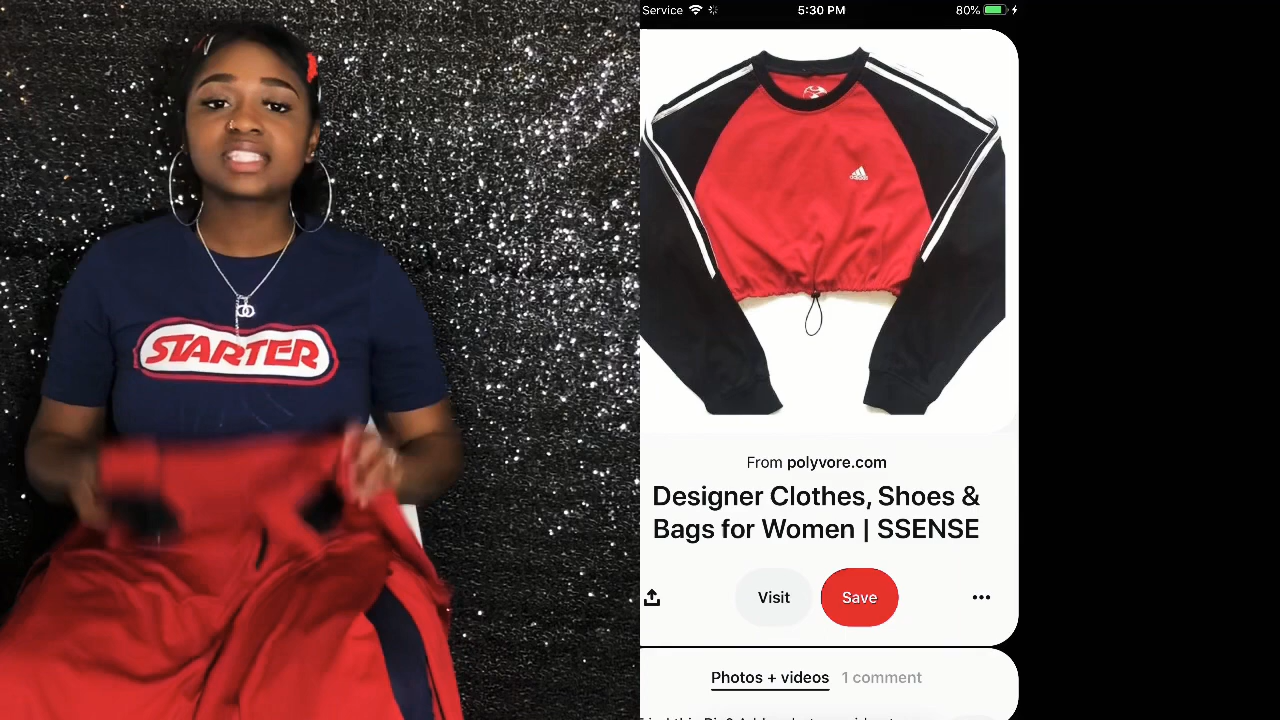 STARTER
Service
5:30 PM
80%
adidas
From polyvore.com
Designer Clothes, Shoes &
Bags for Women | SSENSE
Visit
Save
Photos + videos
1 comment